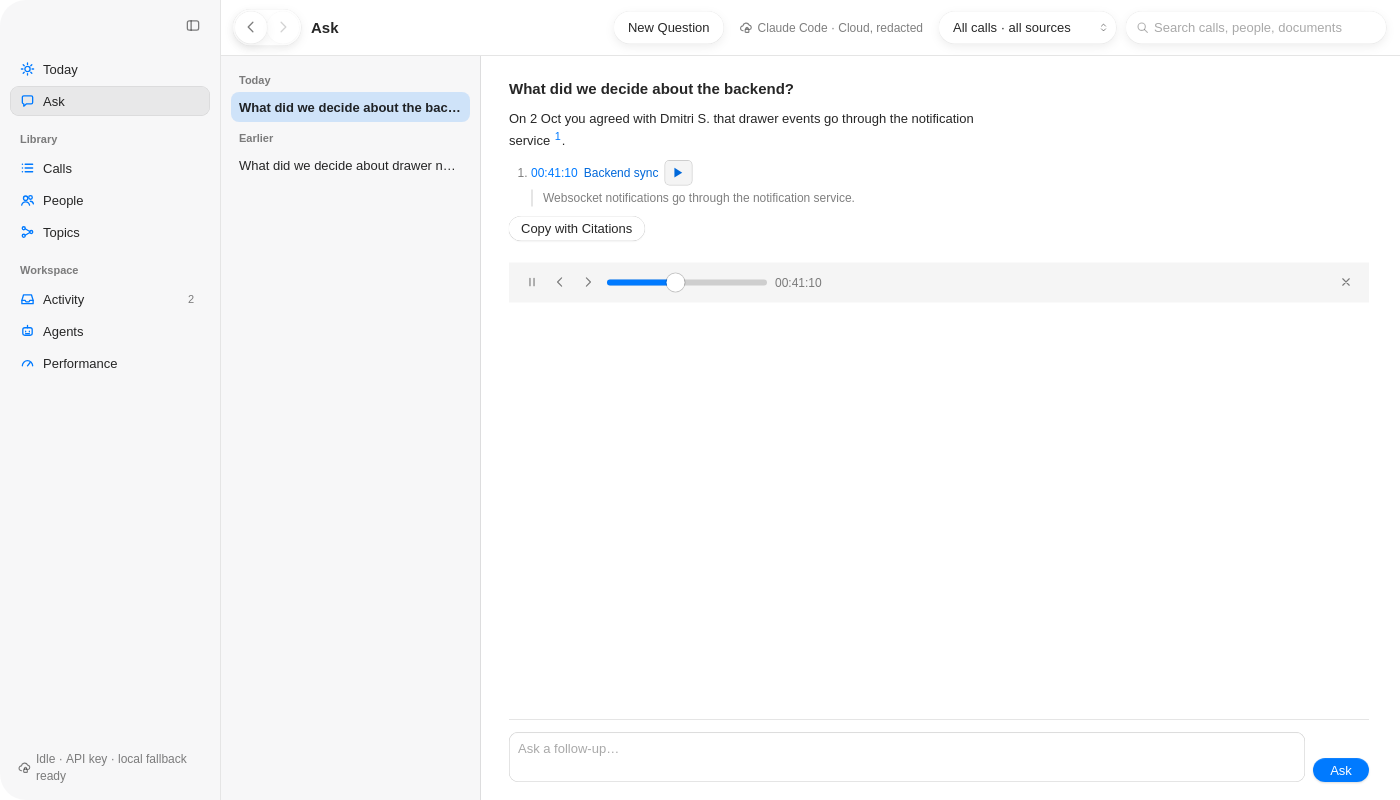 Today
Ask
Library
Calls
People
Topics
Workspace
Activity 2
Agents
Performance
Idle · API key · local fallback
ready
Ask
New Question
Claude Code · Cloud, redacted
All calls · all sources
Search calls, people, documents
Today
What did we decide about the bac…
Earlier
What did we decide about drawer n…
What did we decide about the backend?
On 2 Oct you agreed with Dmitri S. that drawer events go through the notification
service 1.
1. 00:41:10 Backend sync
Websocket notifications go through the notification service.
Copy with Citations
00:41:10
Ask a follow-up…
Ask